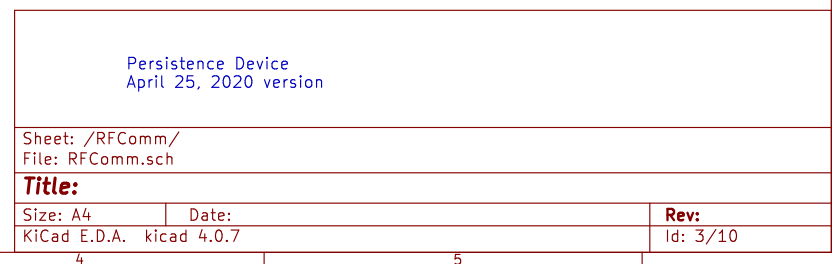 Persistence Device
April 25, 2020 version
Sheet: /RFComm/
File: RFComm.sch
Title:
Size: A4 Date: Rev:
KiCad E.D.A. kicad 4.0.7 Id: 3/10
4 5